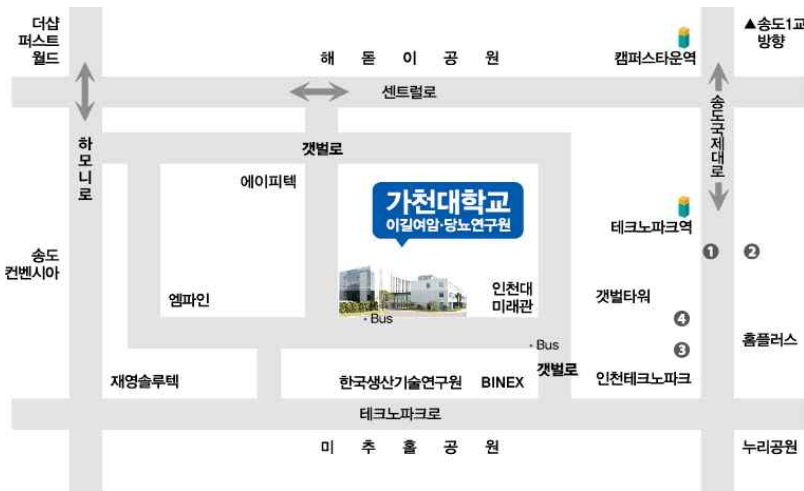 더샵
퍼스트
월드
해돋이공원
캠퍼스타운역
▲송도1교
방향
센트럴로
하모니로
송도국제대로
갯벌로
에이피텍
가천대학교
이길여암·당뇨연구원
테크노파크역
송도
컨벤시아
❶
❷
엠파인
인천대
미래관
갯벌타워
• Bus
❹
홈플러스
• Bus
❸
갯벌로
재영솔루텍
한국생산기술연구원
BINEX
인천테크노파크
테크노파크로
미추홀공원
누리공원